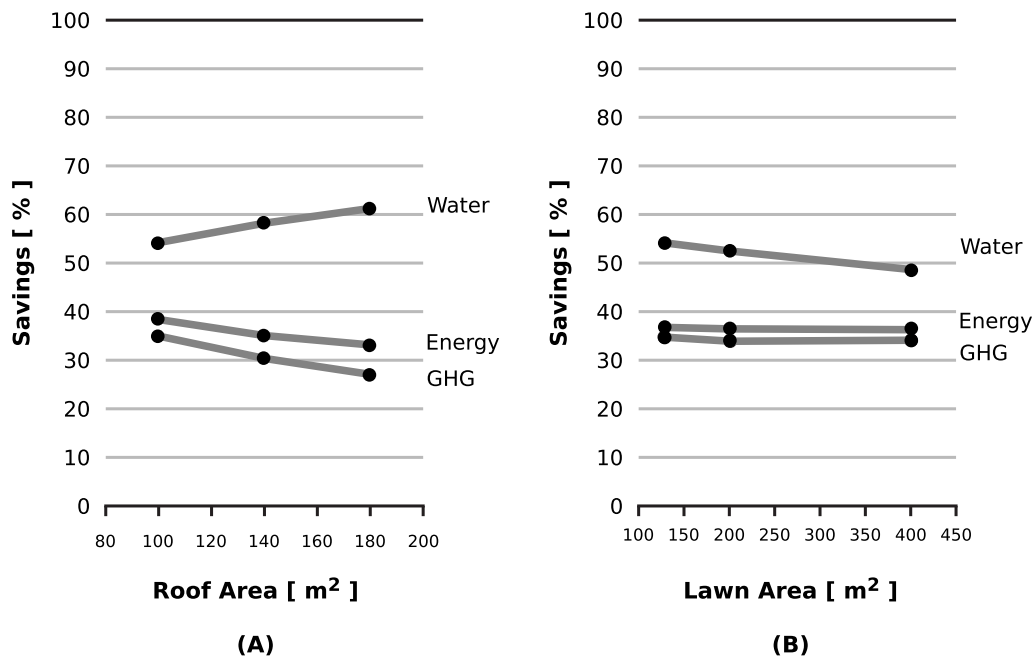 100
90
80
70
60
50
40
30
20
10
0
Savings [ % ]
Water
Energy
GHG
80 100 120 140 160 180 200
Roof Area [ m² ]
(A)
100
90
80
70
60
50
40
30
20
10
0
Savings [ % ]
Water
Energy
GHG
100 150 200 250 300 350 400 450
Lawn Area [ m² ]
(B)